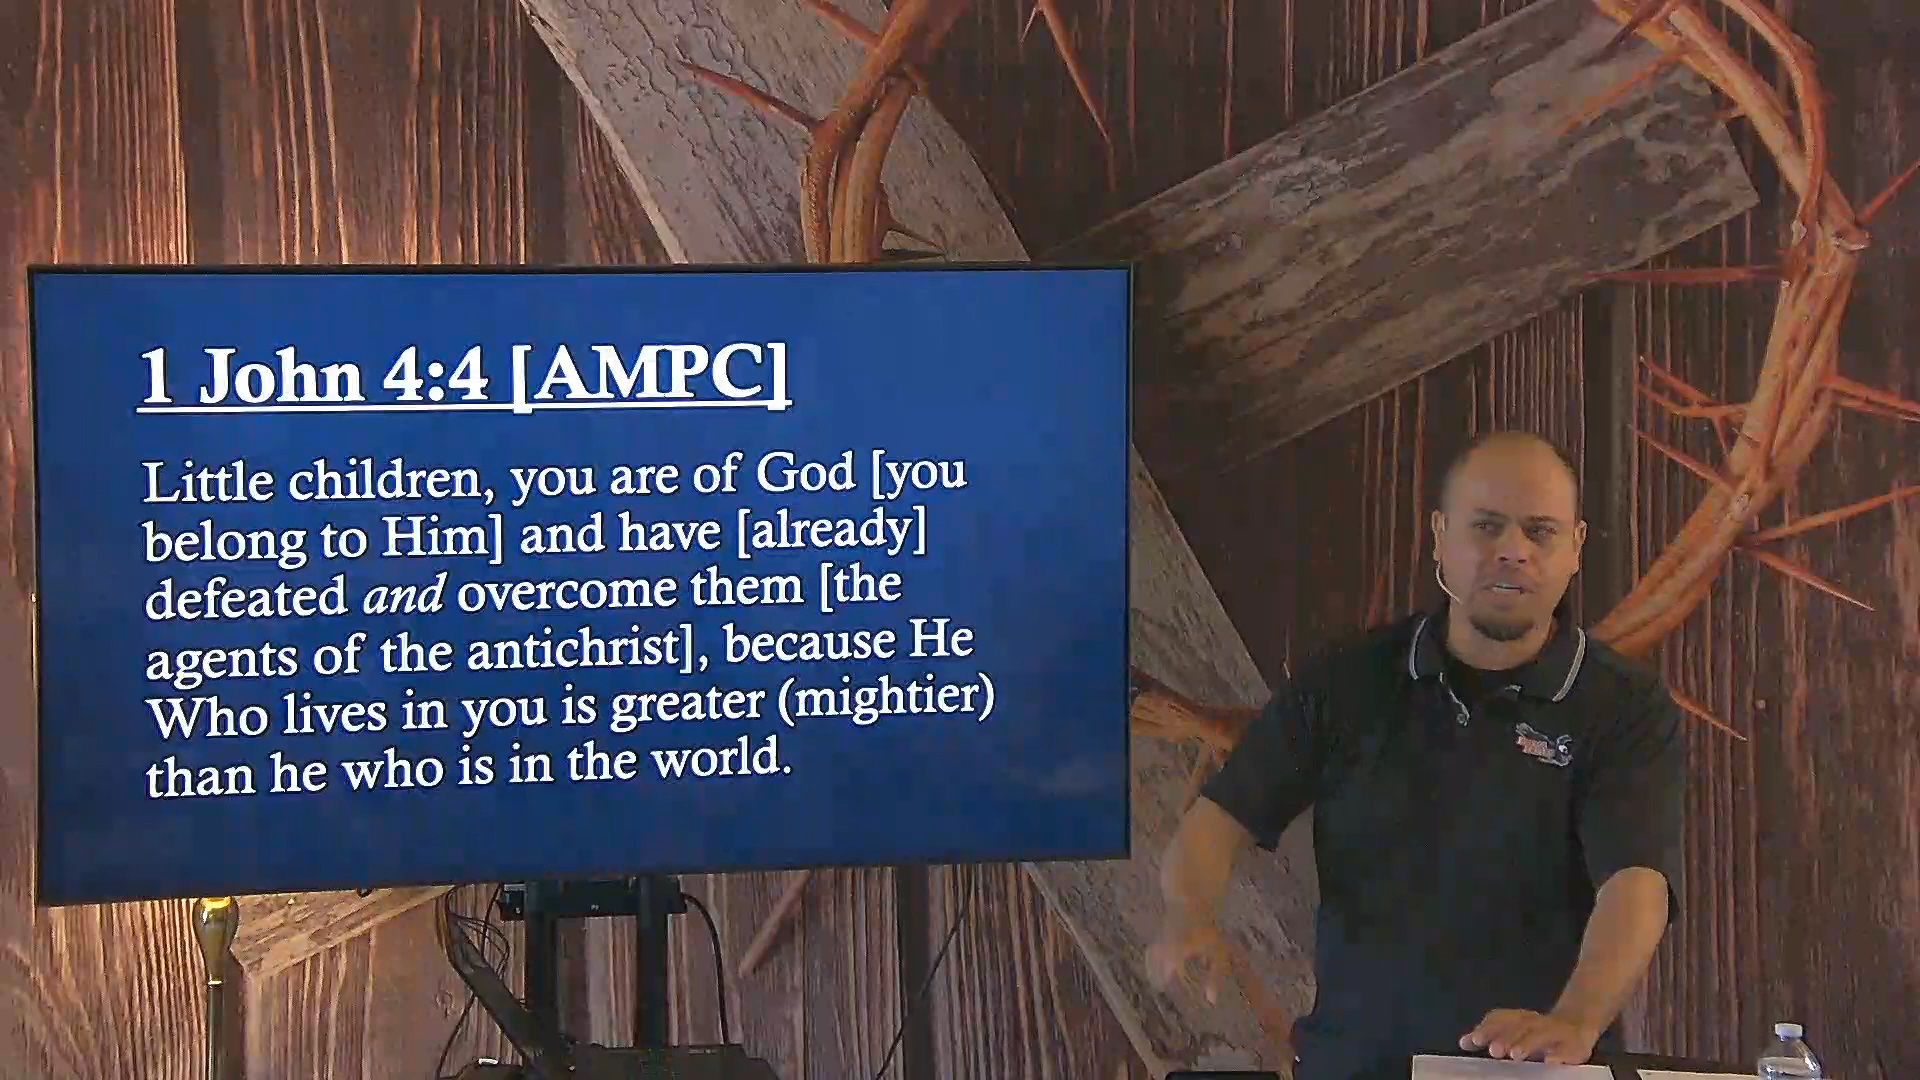 1 John 4:4 [AMPC]
Little children, you are of God [you
belong to Him] and have [already]
defeated and overcome them [the
agents of the antichrist], because He
Who lives in you is greater (mightier)
than he who is in the world.